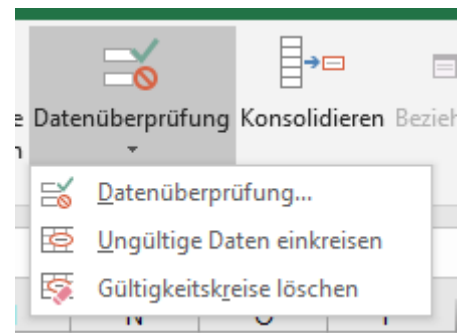 Datenüberprüfung Konsolidieren
Datenüberprüfung...
Ungültige Daten einkreisen
Gültigkeitskreise löschen